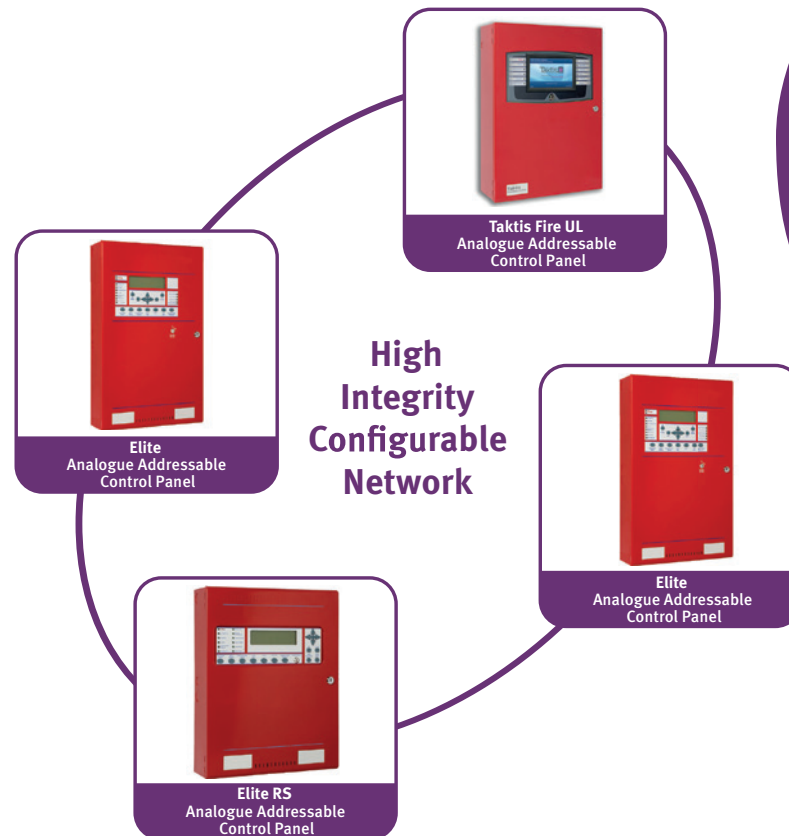 Taktis Fire UL
Analogue Addressable
Control Panel
Elite
Analogue Addressable
Control Panel
High
Integrity
Configurable
Network
Elite
Analogue Addressable
Control Panel
Elite RS
Analogue Addressable
Control Panel